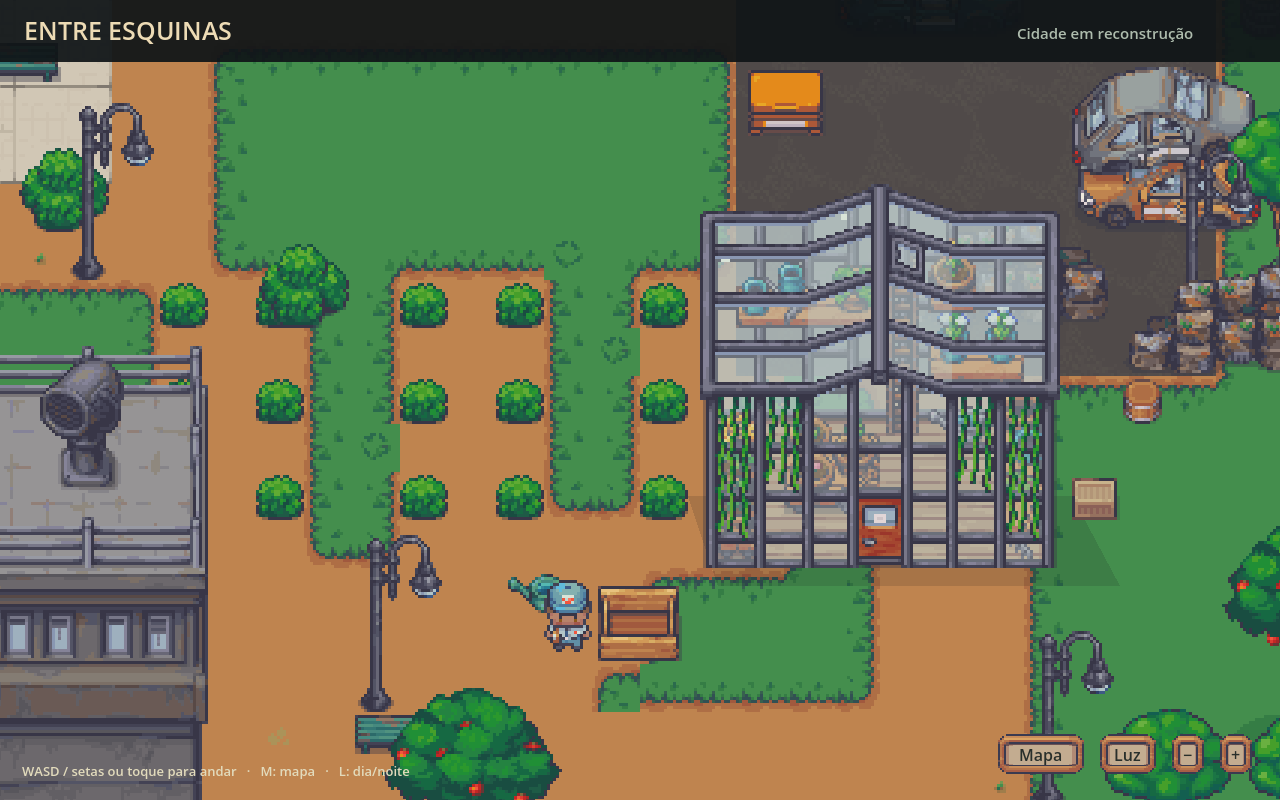 ENTRE ESQUINAS
Cidade em reconstrução
Mapa
Luz
−
+
WASD / setas ou toque para andar · M: mapa · L: dia/noite